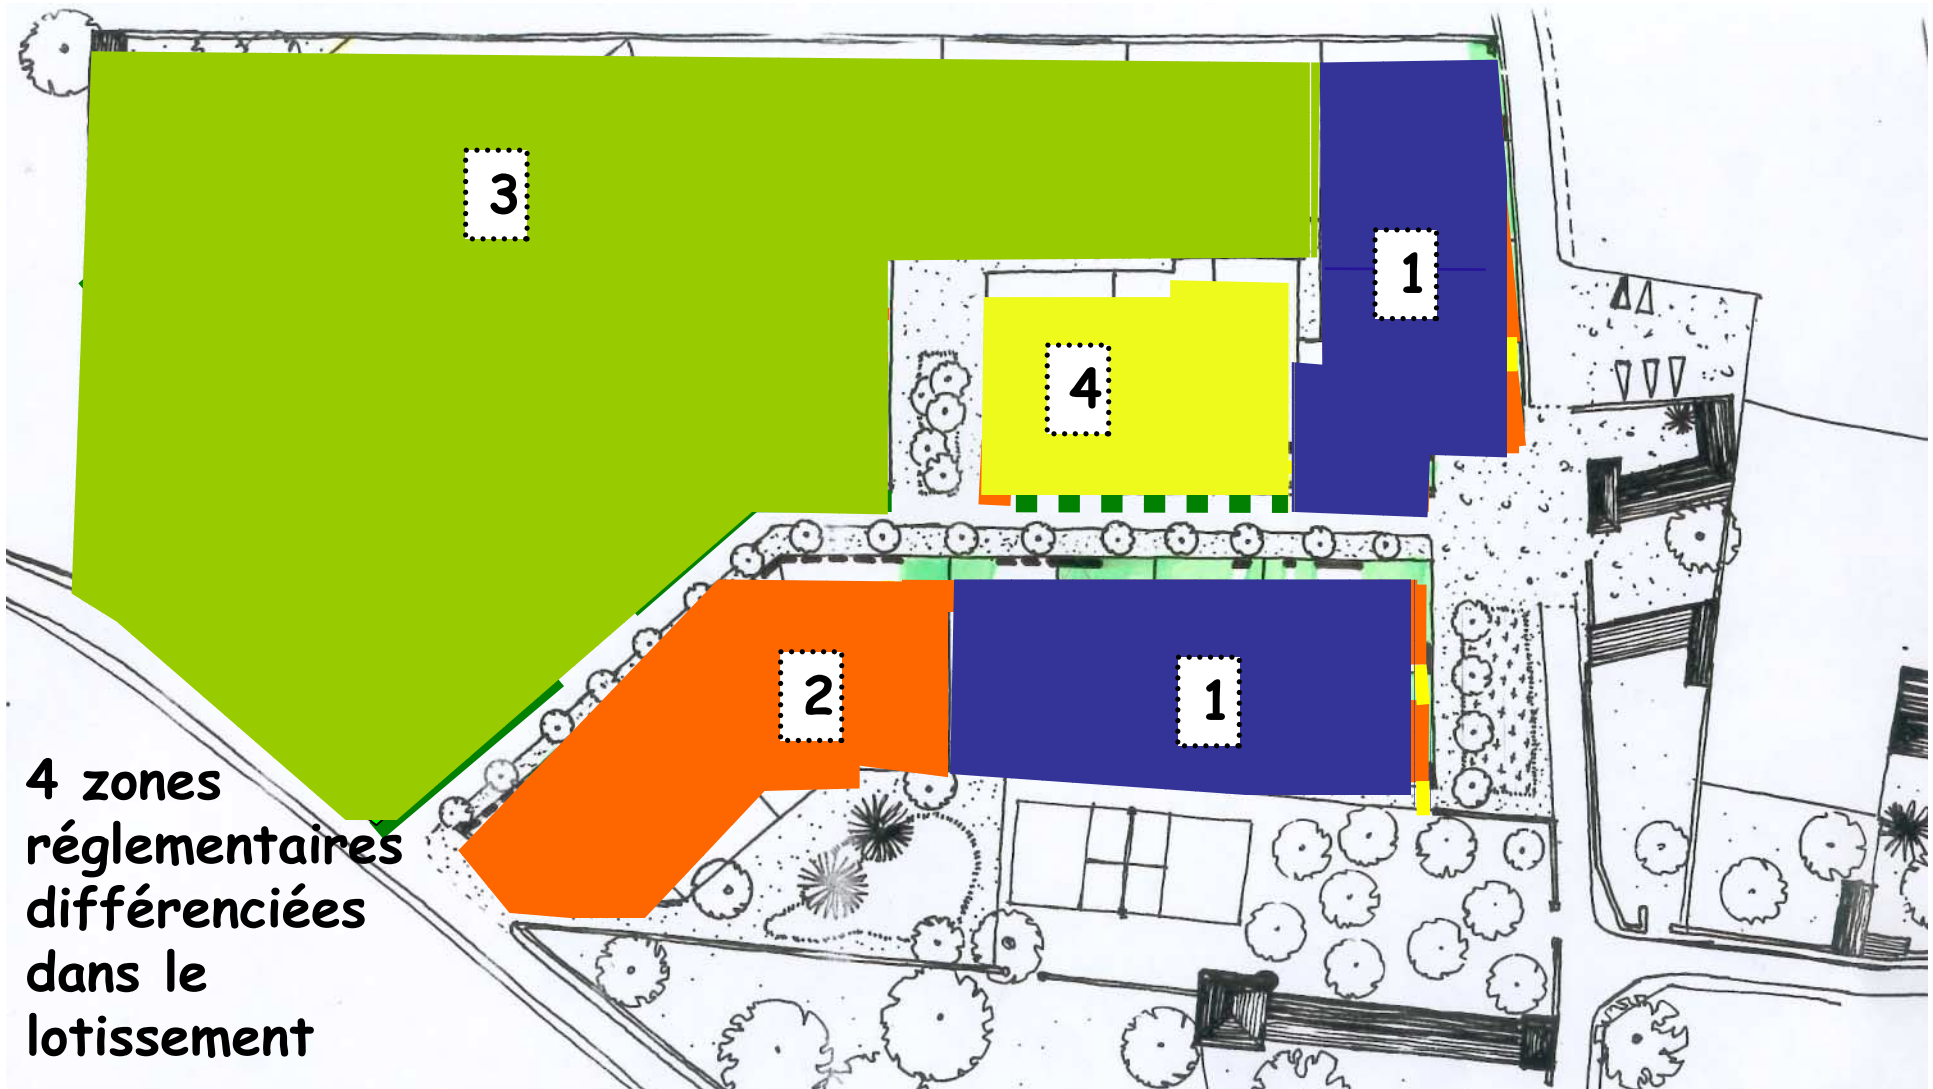 3
1
4
2
1
4 zones
réglementaires
différenciées
dans le
lotissement